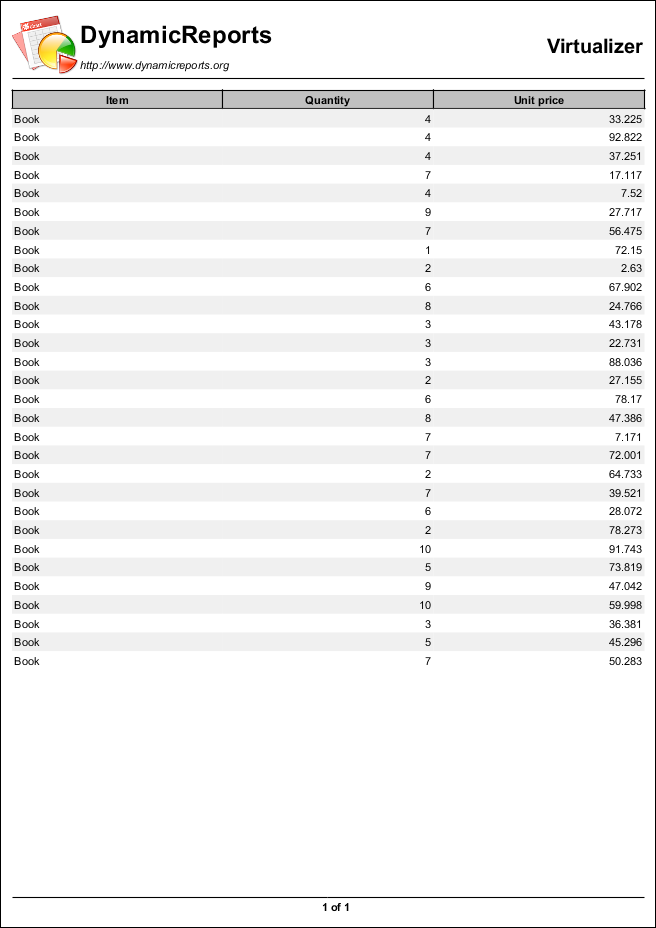 DynamicReports
http://www.dynamicreports.org
Virtualizer
Item Quantity Unit price
Book 4 33.225
Book 4 92.822
Book 4 37.251
Book 7 17.117
Book 4 7.52
Book 9 27.717
Book 7 56.475
Book 1 72.15
Book 2 2.63
Book 6 67.902
Book 8 24.766
Book 3 43.178
Book 3 22.731
Book 3 88.036
Book 2 27.155
Book 6 78.17
Book 8 47.386
Book 7 7.171
Book 7 72.001
Book 2 64.733
Book 7 39.521
Book 6 28.072
Book 2 78.273
Book 10 91.743
Book 5 73.819
Book 9 47.042
Book 10 59.998
Book 3 36.381
Book 5 45.296
Book 7 50.283
1 of 1